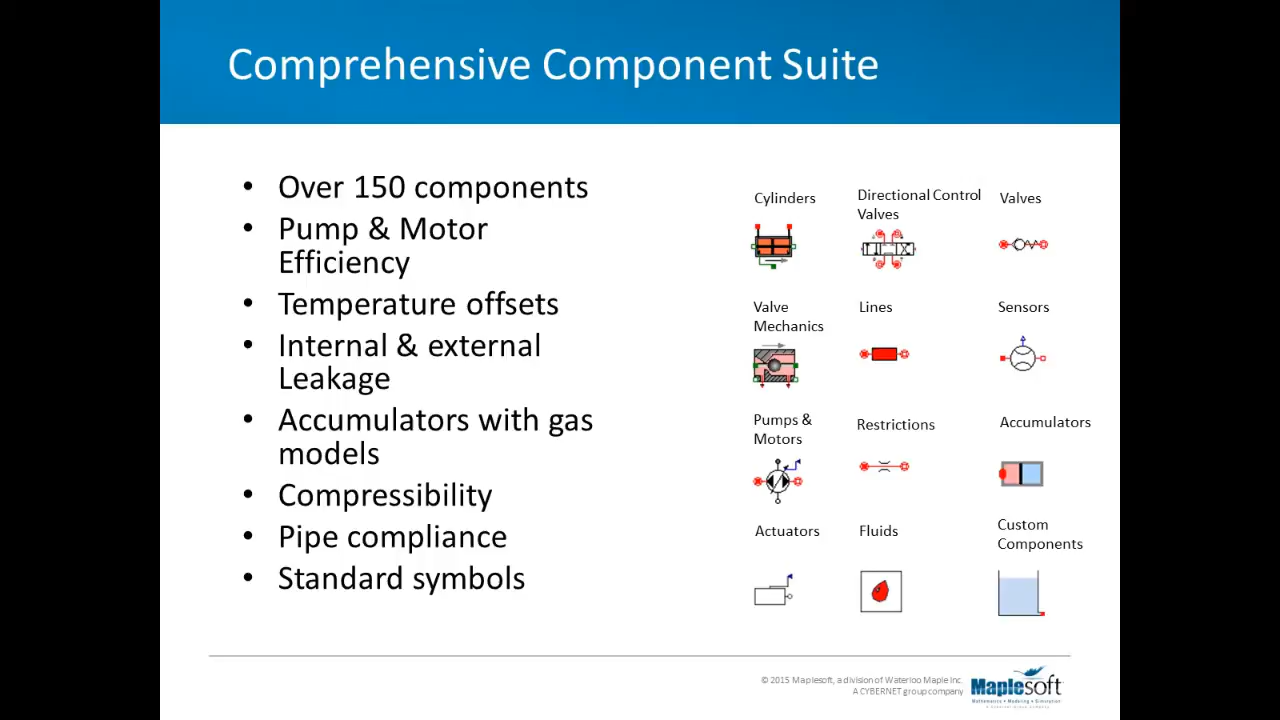 Comprehensive Component Suite
• Over 150 components
• Pump & Motor
Efficiency
• Temperature offsets
• Internal & external
Leakage
• Accumulators with gas
models
• Compressibility
• Pipe compliance
• Standard symbols
Cylinders
Directional Control
Valves
Valves
Valve
Mechanics
Lines
Sensors
Pumps &
Motors
Restrictions
Accumulators
Actuators
Fluids
Custom
Components
© 2015 Maplesoft, a division of Waterloo Maple Inc.
A CYBERNET group company
Maplesoft
Mathematics • Modeling • Simulation